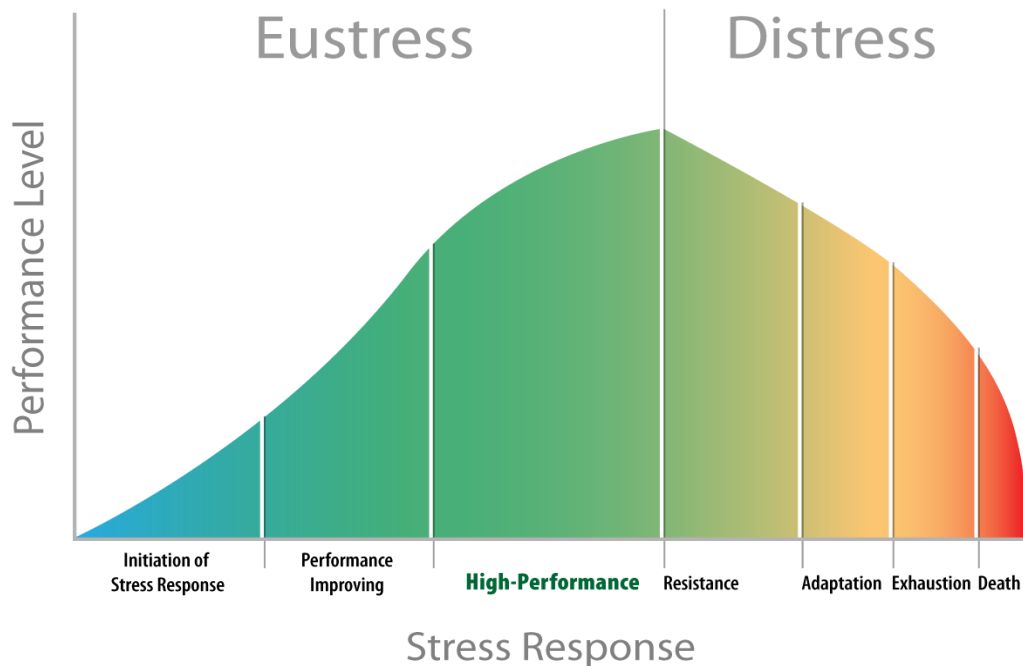 Eustress
Distress
Performance Level
Initiation of
Stress Response
Performance
Improving
High-Performance
Resistance
Adaptation
Exhaustion
Death
Stress Response